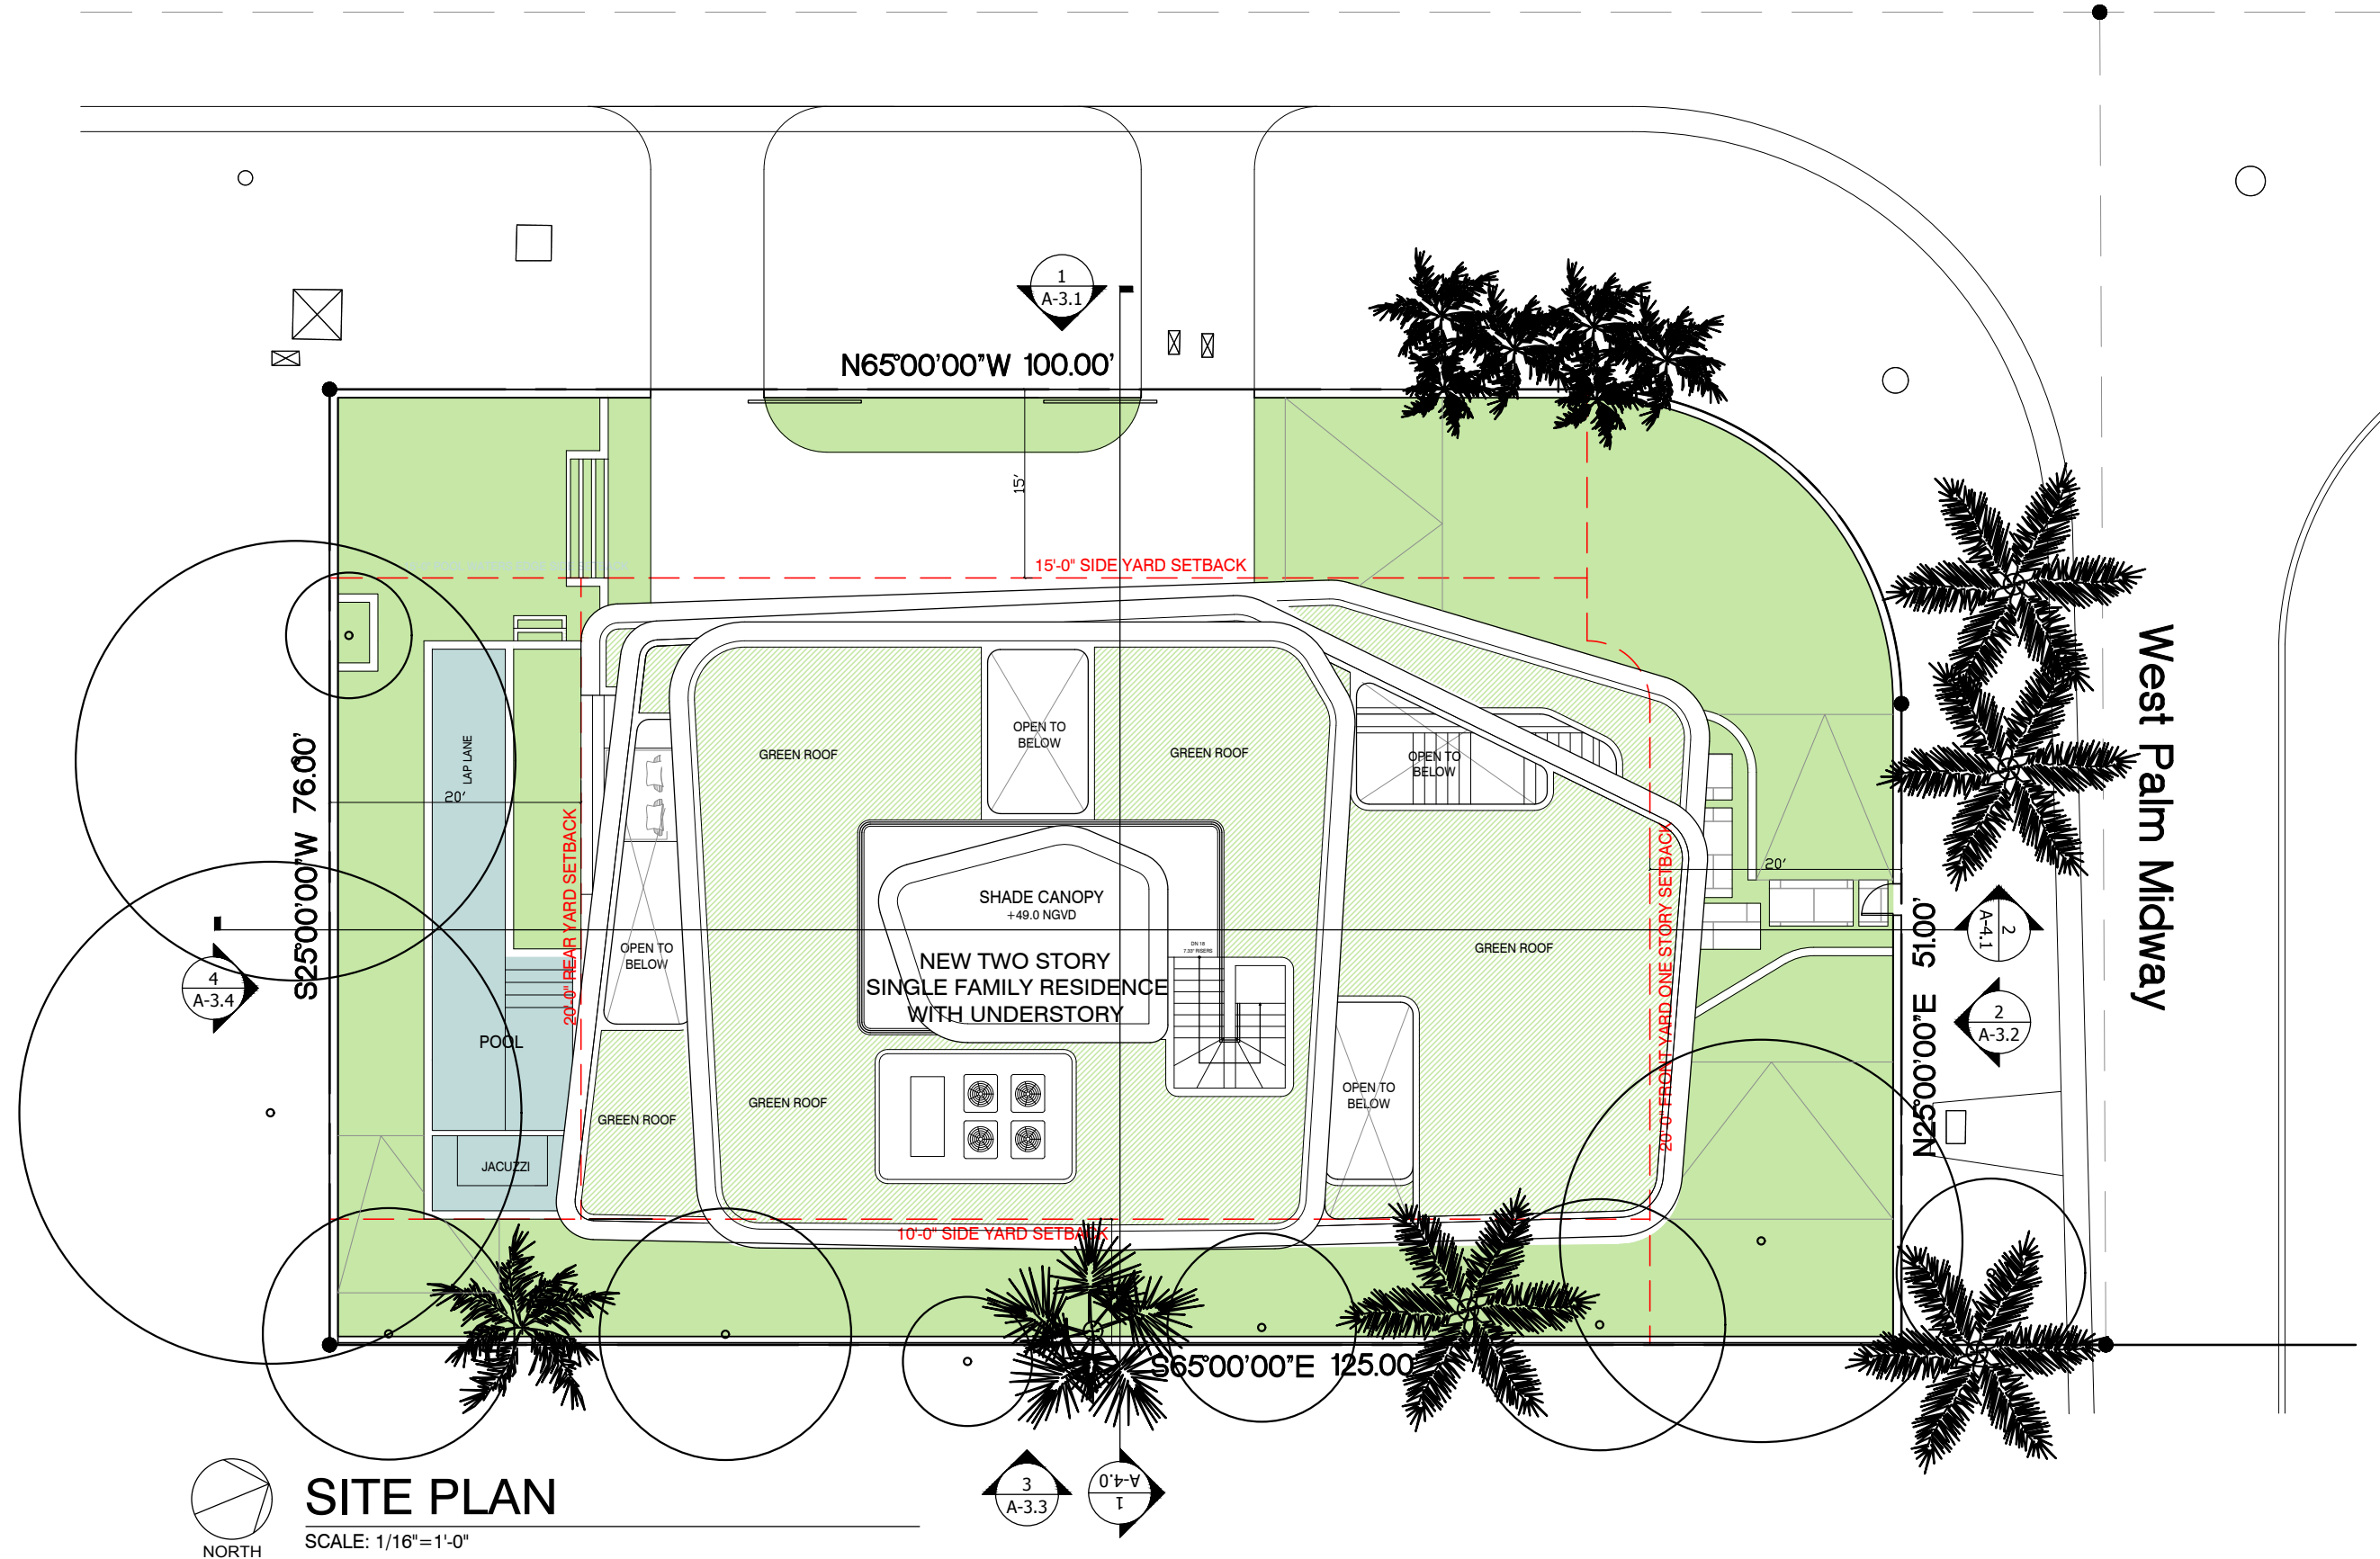 1
A-3.1
N65°00'00"W 100.00'
15'
15'-0" SIDE YARD SETBACK
West Palm Midway
OPEN TO
BELOW
GREEN ROOF
GREEN ROOF
OPEN TO
BELOW
LAP LANE
20'
S25°00'00"W 76.00'
20'-0" REAR YARD SETBACK
20'-0" FRONT YARD ONE STORY SETBACK
20'
SHADE CANOPY
+49.0 NGVD
NEW TWO STORY
SINGLE FAMILY RESIDENCE
WITH UNDERSTORY
DN 18
7.33" RISERS
OPEN TO
BELOW
GREEN ROOF
N25°00'00"E 51.00'
2
A-4.1
4
A-3.4
2
A-3.2
POOL
OPEN TO
BELOW
GREEN ROOF
GREEN ROOF
JACUZZI
10'-0" SIDE YARD SETBACK
S65°00'00"E 125.00'
3
A-3.3
1
A-4.0
SITE PLAN
SCALE: 1/16"=1'-0"
NORTH